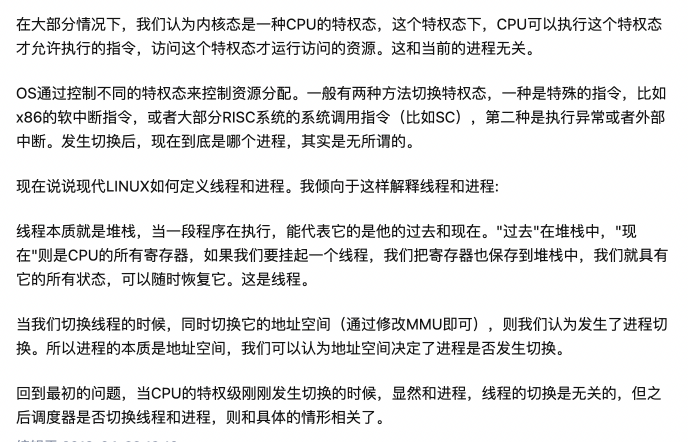 在大部分情况下，我们认为内核态是一种CPU的特权态，这个特权态下，CPU可以执行这个特权态
才允许执行的指令，访问这个特权态才运行访问的资源。这和当前的进程无关。
OS通过控制不同的特权态来控制资源分配。一般有两种方法切换特权态，一种是特殊的指令，比如
x86的软中断指令，或者大部分RISC系统的系统调用指令（比如SC），第二种是执行异常或者外部
中断。发生切换后，现在到底是哪个进程，其实是无所谓的。
现在说说现代LINUX如何定义线程和进程。我倾向于这样解释线程和进程:
线程本质就是堆栈，当一段程序在执行，能代表它的是他的过去和现在。"过去"在堆栈中，"现
在"则是CPU的所有寄存器，如果我们要挂起一个线程，我们把寄存器也保存到堆栈中，我们就具有
它的所有状态，可以随时恢复它。这是线程。
当我们切换线程的时候，同时切换它的地址空间（通过修改MMU即可），则我们认为发生了进程切
换。所以进程的本质是地址空间，我们可以认为地址空间决定了进程是否发生切换。
回到最初的问题，当CPU的特权级刚刚发生切换的时候，显然和进程，线程的切换是无关的，但之
后调度器是否切换线程和进程，则和具体的情形相关了。